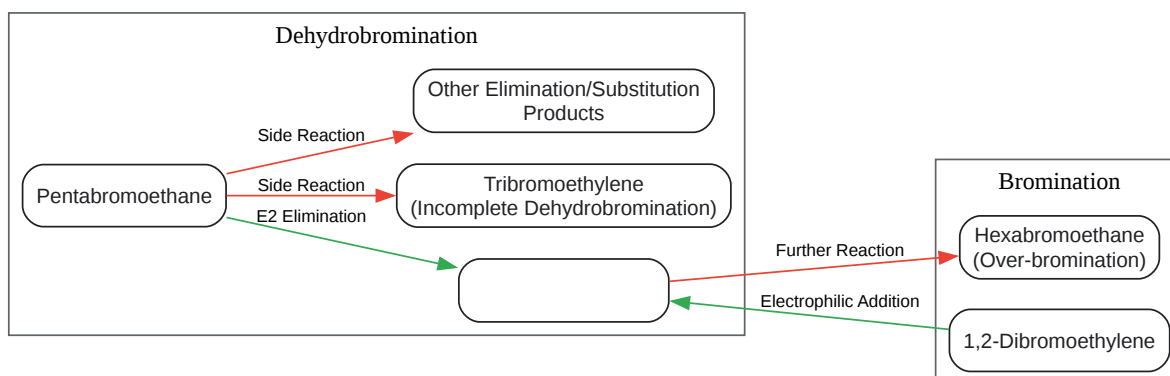 Dehydrobromination
Other Elimination/Substitution
Products
Side Reaction
Pentabromoethane
Side Reaction
Tribromoethylene
(Incomplete Dehydrobromination)
E2 Elimination
Bromination
Further Reaction
Hexabromoethane
(Over-bromination)
Electrophilic Addition
1,2-Dibromoethylene